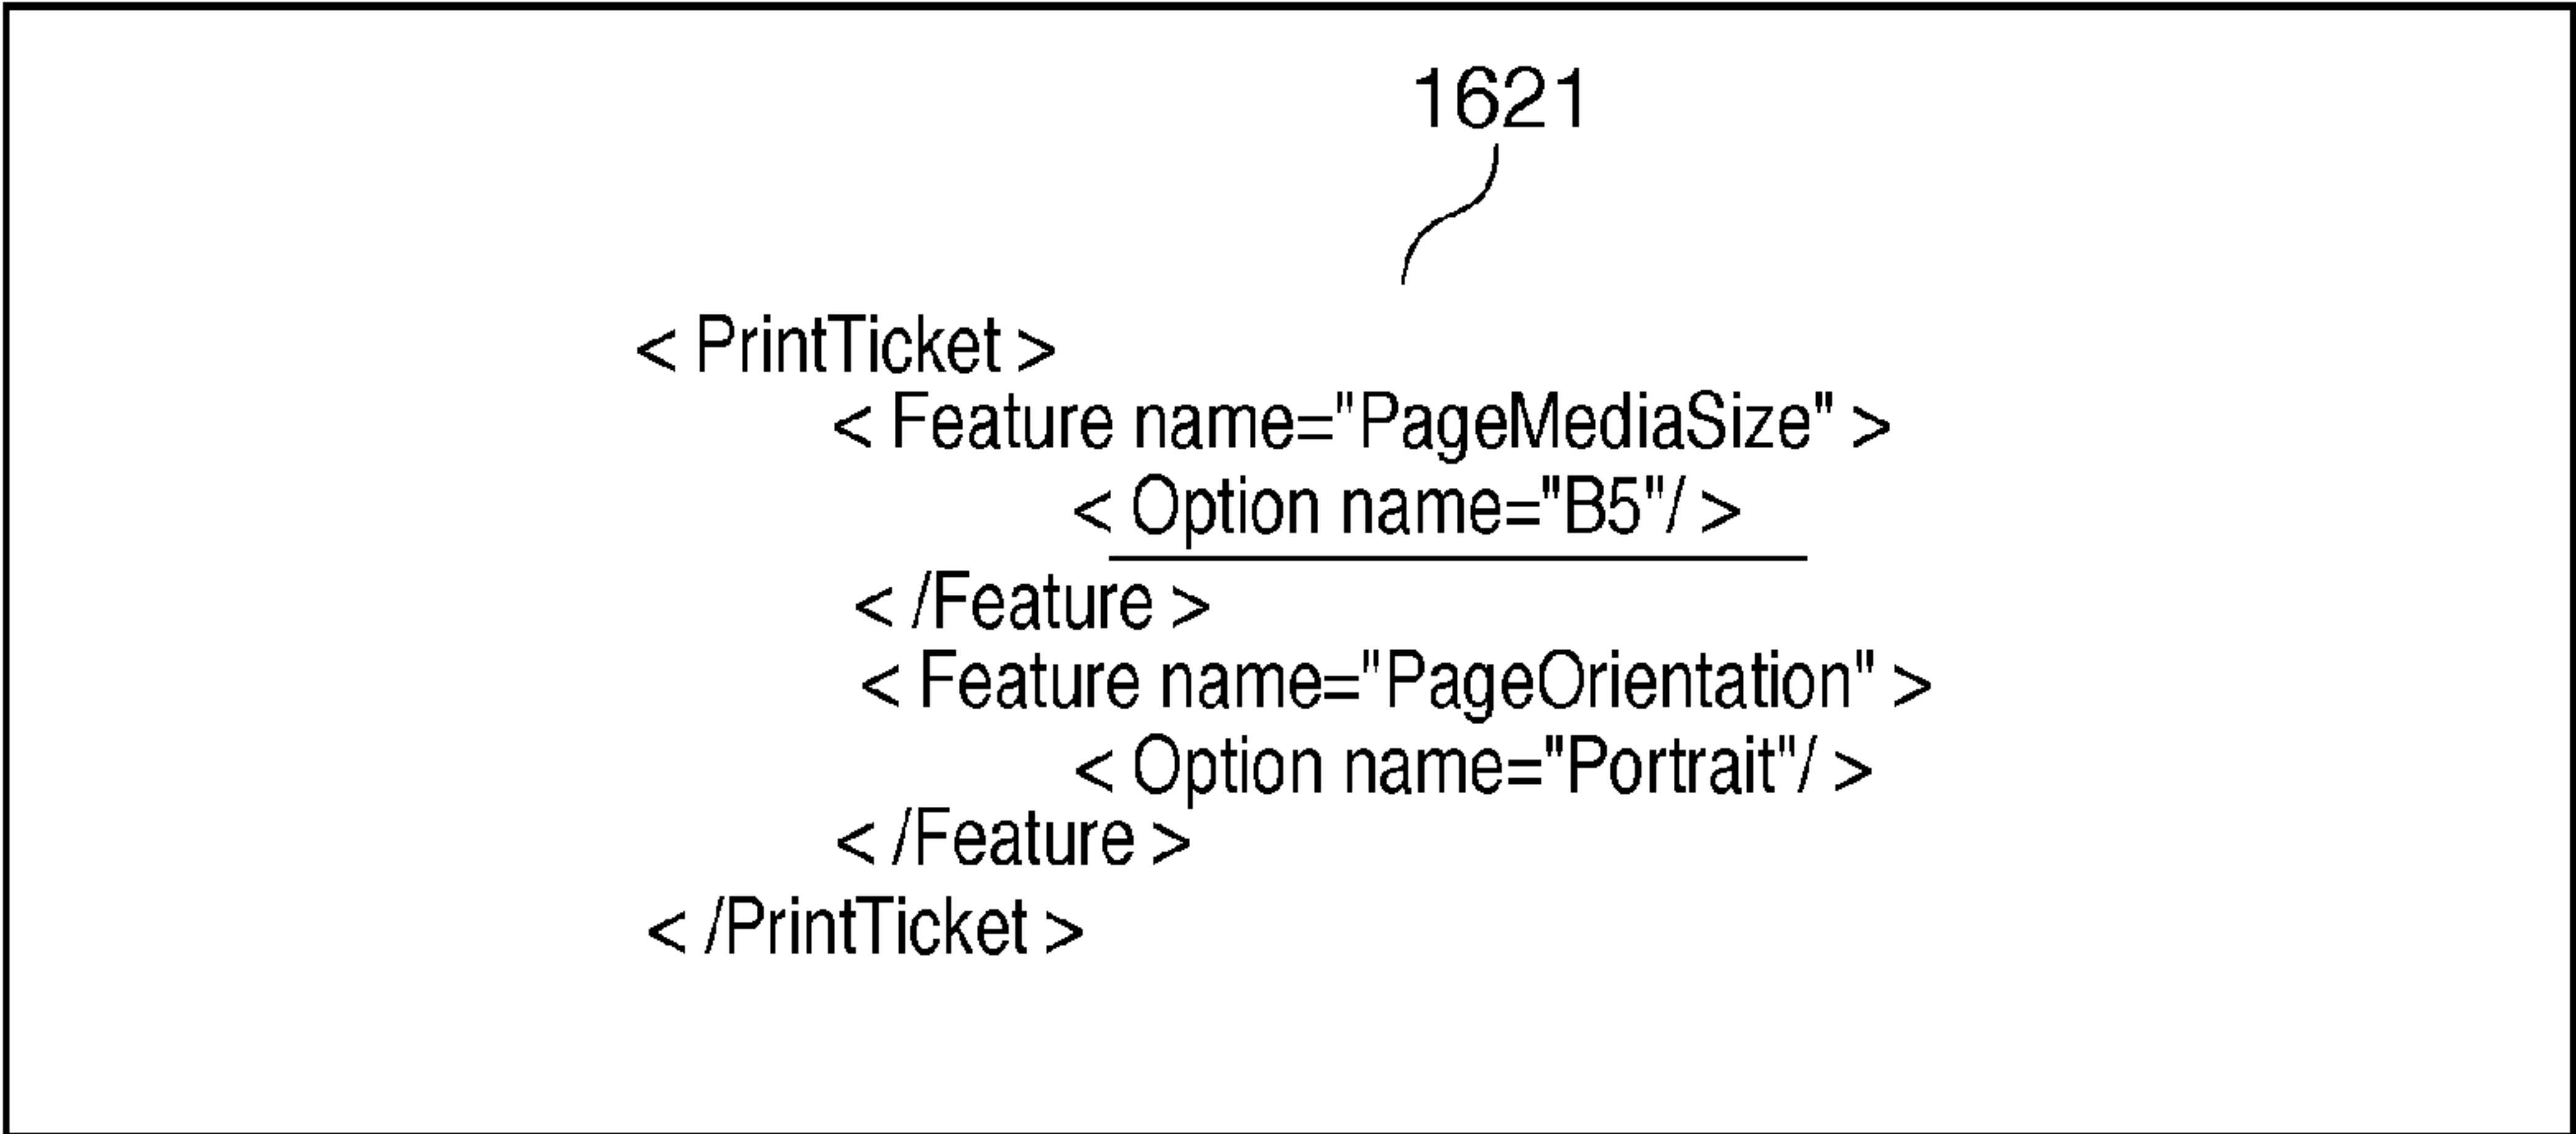 1621
< PrintTicket >
< Feature name="PageMediaSize" >
< Option name="B5"/ >
< /Feature >
< Feature name="PageOrientation" >
< Option name="Portrait"/ >
< /Feature >
< /PrintTicket >